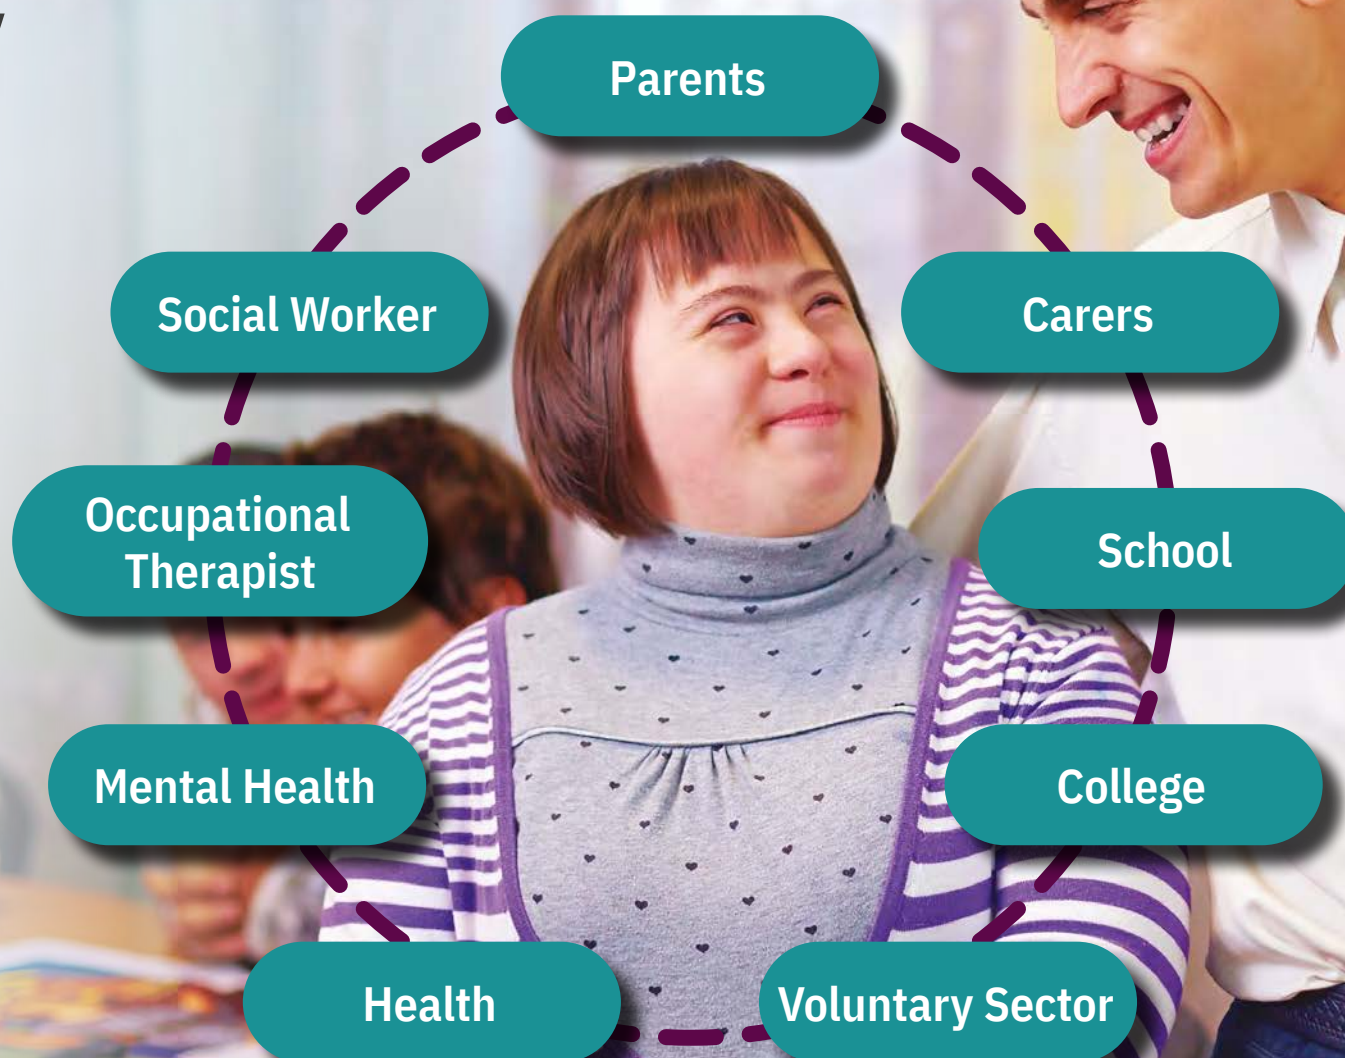 Parents
Social Worker
Carers
Occupational
Therapist
School
Mental Health
College
Health
Voluntary Sector